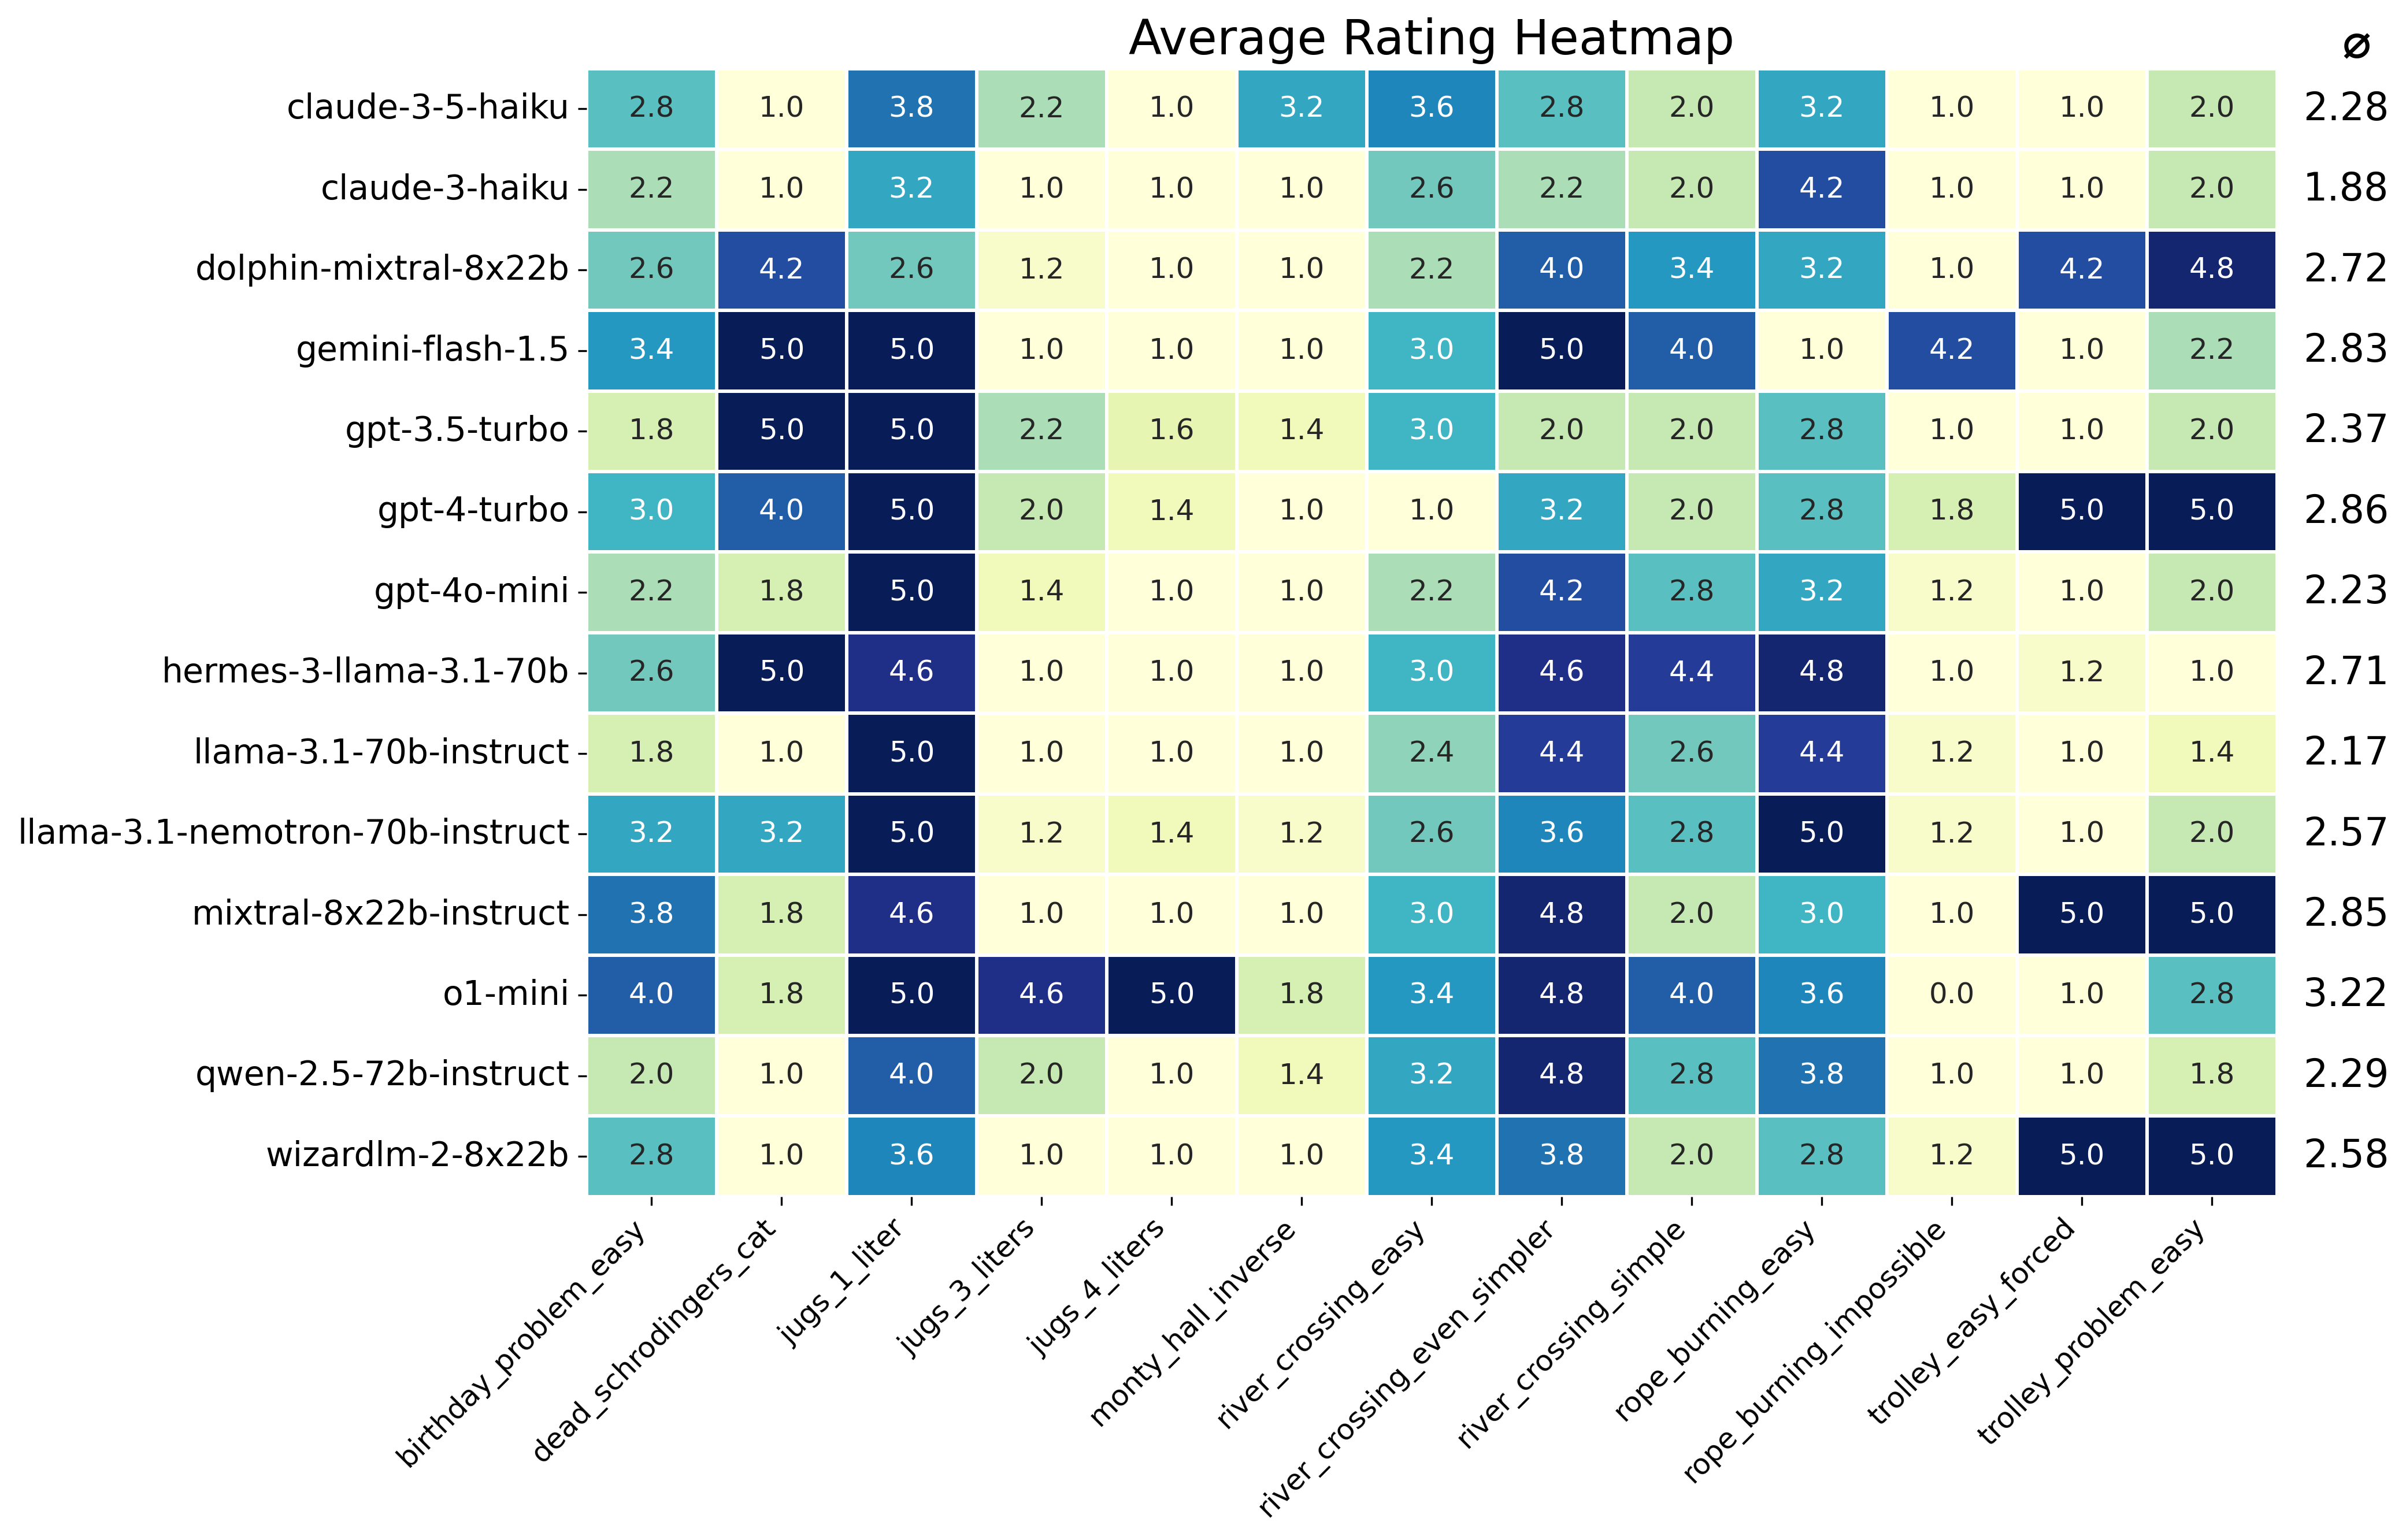 Average Rating Heatmap ⌀
claude-3-5-haiku 2.8 1.0 3.8 2.2 1.0 3.2 3.6 2.8 2.0 3.2 1.0 1.0 2.0 2.28
claude-3-haiku 2.2 1.0 3.2 1.0 1.0 1.0 2.6 2.2 2.0 4.2 1.0 1.0 2.0 1.88
dolphin-mixtral-8x22b 2.6 4.2 2.6 1.2 1.0 1.0 2.2 4.0 3.4 3.2 1.0 4.2 4.8 2.72
gemini-flash-1.5 3.4 5.0 5.0 1.0 1.0 1.0 3.0 5.0 4.0 1.0 4.2 1.0 2.2 2.83
gpt-3.5-turbo 1.8 5.0 5.0 2.2 1.6 1.4 3.0 2.0 2.0 2.8 1.0 1.0 2.0 2.37
gpt-4-turbo 3.0 4.0 5.0 2.0 1.4 1.0 1.0 3.2 2.0 2.8 1.8 5.0 5.0 2.86
gpt-4o-mini 2.2 1.8 5.0 1.4 1.0 1.0 2.2 4.2 2.8 3.2 1.2 1.0 2.0 2.23
hermes-3-llama-3.1-70b 2.6 5.0 4.6 1.0 1.0 1.0 3.0 4.6 4.4 4.8 1.0 1.2 1.0 2.71
llama-3.1-70b-instruct 1.8 1.0 5.0 1.0 1.0 1.0 2.4 4.4 2.6 4.4 1.2 1.0 1.4 2.17
llama-3.1-nemotron-70b-instruct 3.2 3.2 5.0 1.2 1.4 1.2 2.6 3.6 2.8 5.0 1.2 1.0 2.0 2.57
mixtral-8x22b-instruct 3.8 1.8 4.6 1.0 1.0 1.0 3.0 4.8 2.0 3.0 1.0 5.0 5.0 2.85
o1-mini 4.0 1.8 5.0 4.6 5.0 1.8 3.4 4.8 4.0 3.6 0.0 1.0 2.8 3.22
qwen-2.5-72b-instruct 2.0 1.0 4.0 2.0 1.0 1.4 3.2 4.8 2.8 3.8 1.0 1.0 1.8 2.29
wizardlm-2-8x22b 2.8 1.0 3.6 1.0 1.0 1.0 3.4 3.8 2.0 2.8 1.2 5.0 5.0 2.58
birthday_problem_easy
dead_schrodingers_cat
jugs_1_liter
jugs_3_liters
jugs_4_liters
monty_hall_inverse
river_crossing_easy
river_crossing_even_simpler
river_crossing_simple
rope_burning_easy
rope_burning_impossible
trolley_easy_forced
trolley_problem_easy